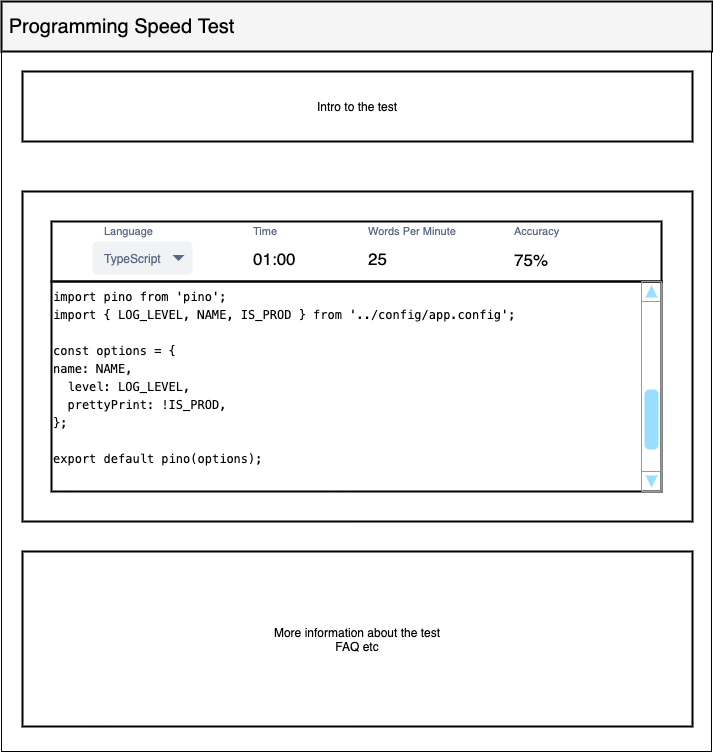 Programming Speed Test
Intro to the test
Language Time Words Per Minute Accuracy
TypeScript 01:00 25 75%
import pino from 'pino';
import { LOG_LEVEL, NAME, IS_PROD } from '../config/app.config';
const options = {
name: NAME,
  level: LOG_LEVEL,
  prettyPrint: !IS_PROD,
};
export default pino(options);
More information about the test
FAQ etc